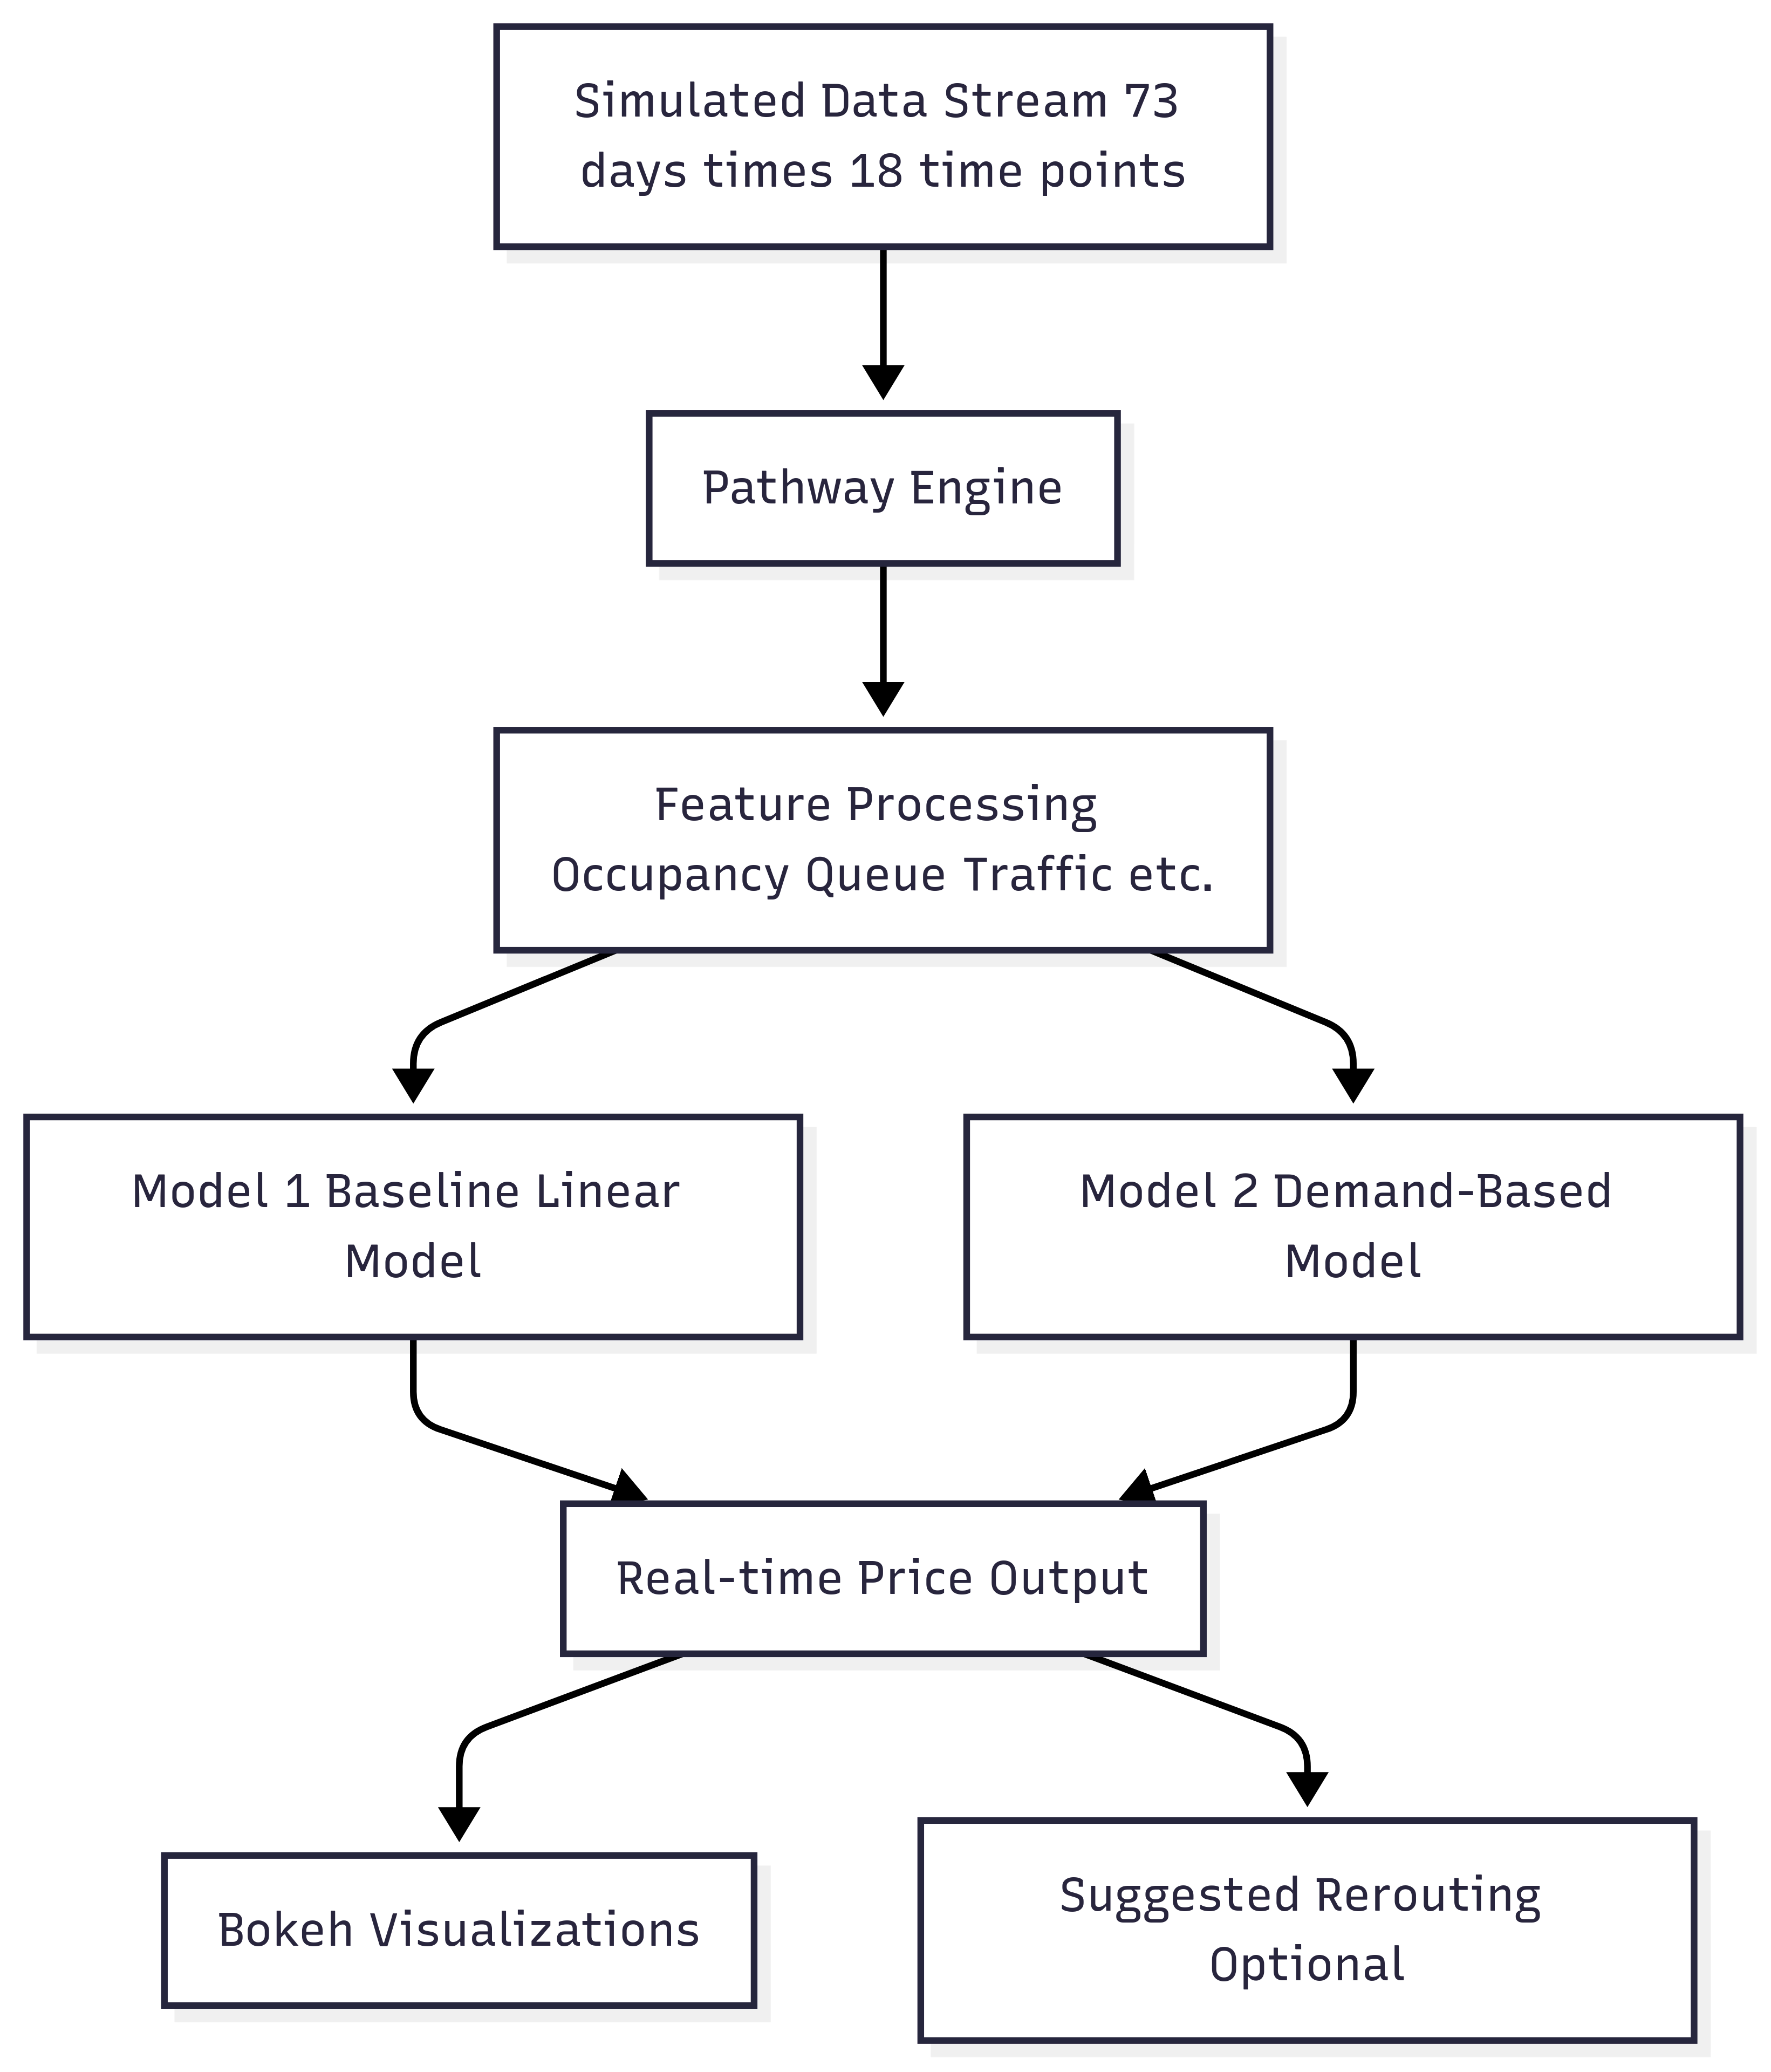 Simulated Data Stream 73
days times 18 time points
Pathway Engine
Feature Processing
Occupancy Queue Traffic etc.
Model 1 Baseline Linear
Model
Model 2 Demand-Based
Model
Real-time Price Output
Bokeh Visualizations
Suggested Rerouting
Optional